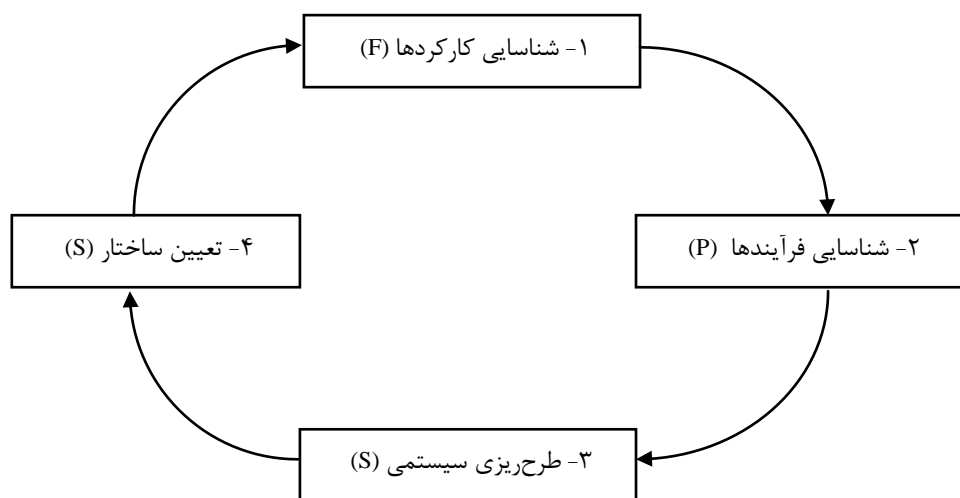 ۱- شناسایی کارکردها (F)
۲- شناسایی فرآیندها (P)
۳- طرح‌ریزی سیستمی (S)
۴- تعیین ساختار (S)